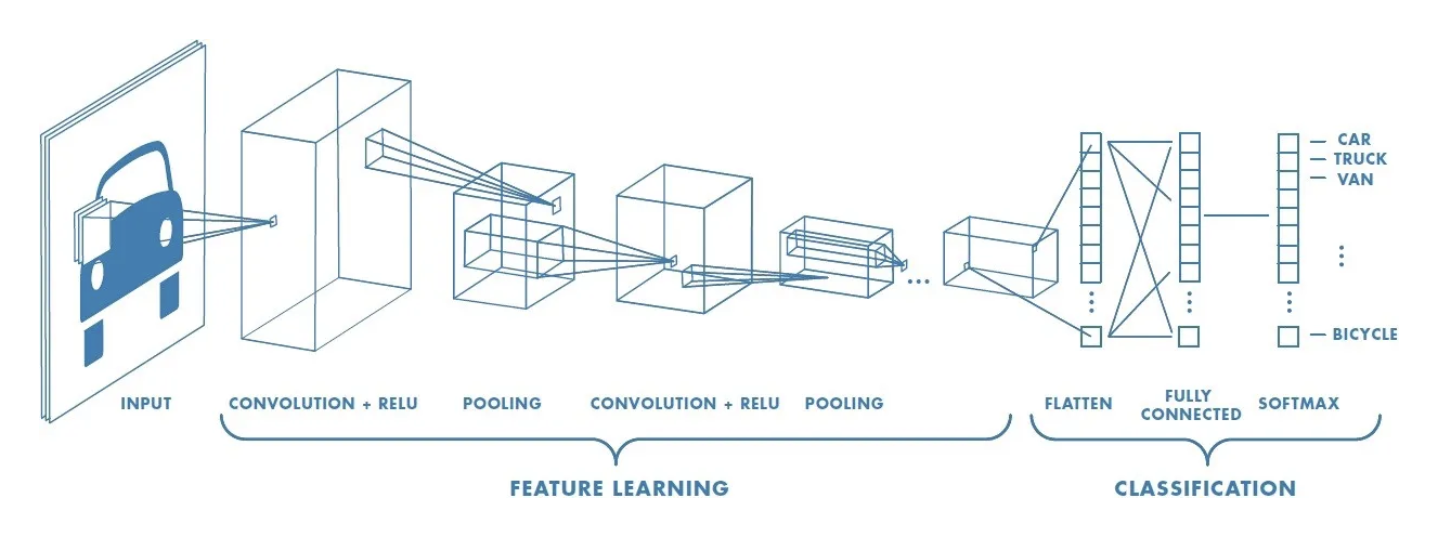 CAR
TRUCK
VAN
BICYCLE
INPUT
CONVOLUTION + RELU
POOLING
CONVOLUTION + RELU
POOLING
FLATTEN
FULLY
CONNECTED
SOFTMAX
FEATURE LEARNING
CLASSIFICATION